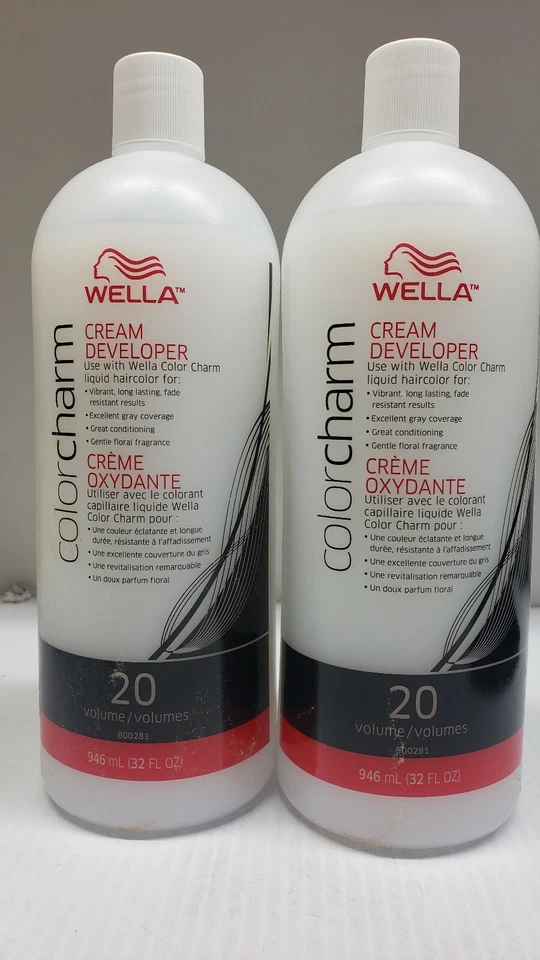 WELLA™
colorcharm
CREAM
DEVELOPER
Use with Wella Color Charm
liquid haircolor for:
• Vibrant, long lasting, fade
resistant results
• Excellent gray coverage
• Great conditioning
• Gentle floral fragrance
CRÈME
OXYDANTE
Utiliser avec le colorant
capillaire liquide Wella
Color Charm pour :
• Une couleur éclatante et longue
durée, résistante à l'affadissement
• Une excellente couverture du gris
• Une revitalisation remarquable
• Un doux parfum floral
20
volume/volumes
800281
946 mL (32 FL OZ)
WELLA™
colorcharm
CREAM
DEVELOPER
Use with Wella Color Charm
liquid haircolor for:
• Vibrant, long lasting, fade
resistant results
• Excellent gray coverage
• Great conditioning
• Gentle floral fragrance
CRÈME
OXYDANTE
Utiliser avec le colorant
capillaire liquide Wella
Color Charm pour :
• Une couleur éclatante et longue
durée, résistante à l'affadissement
• Une excellente couverture du gris
• Une revitalisation remarquable
• Un doux parfum floral
20
volume/volumes
800281
946 mL (32 FL OZ)